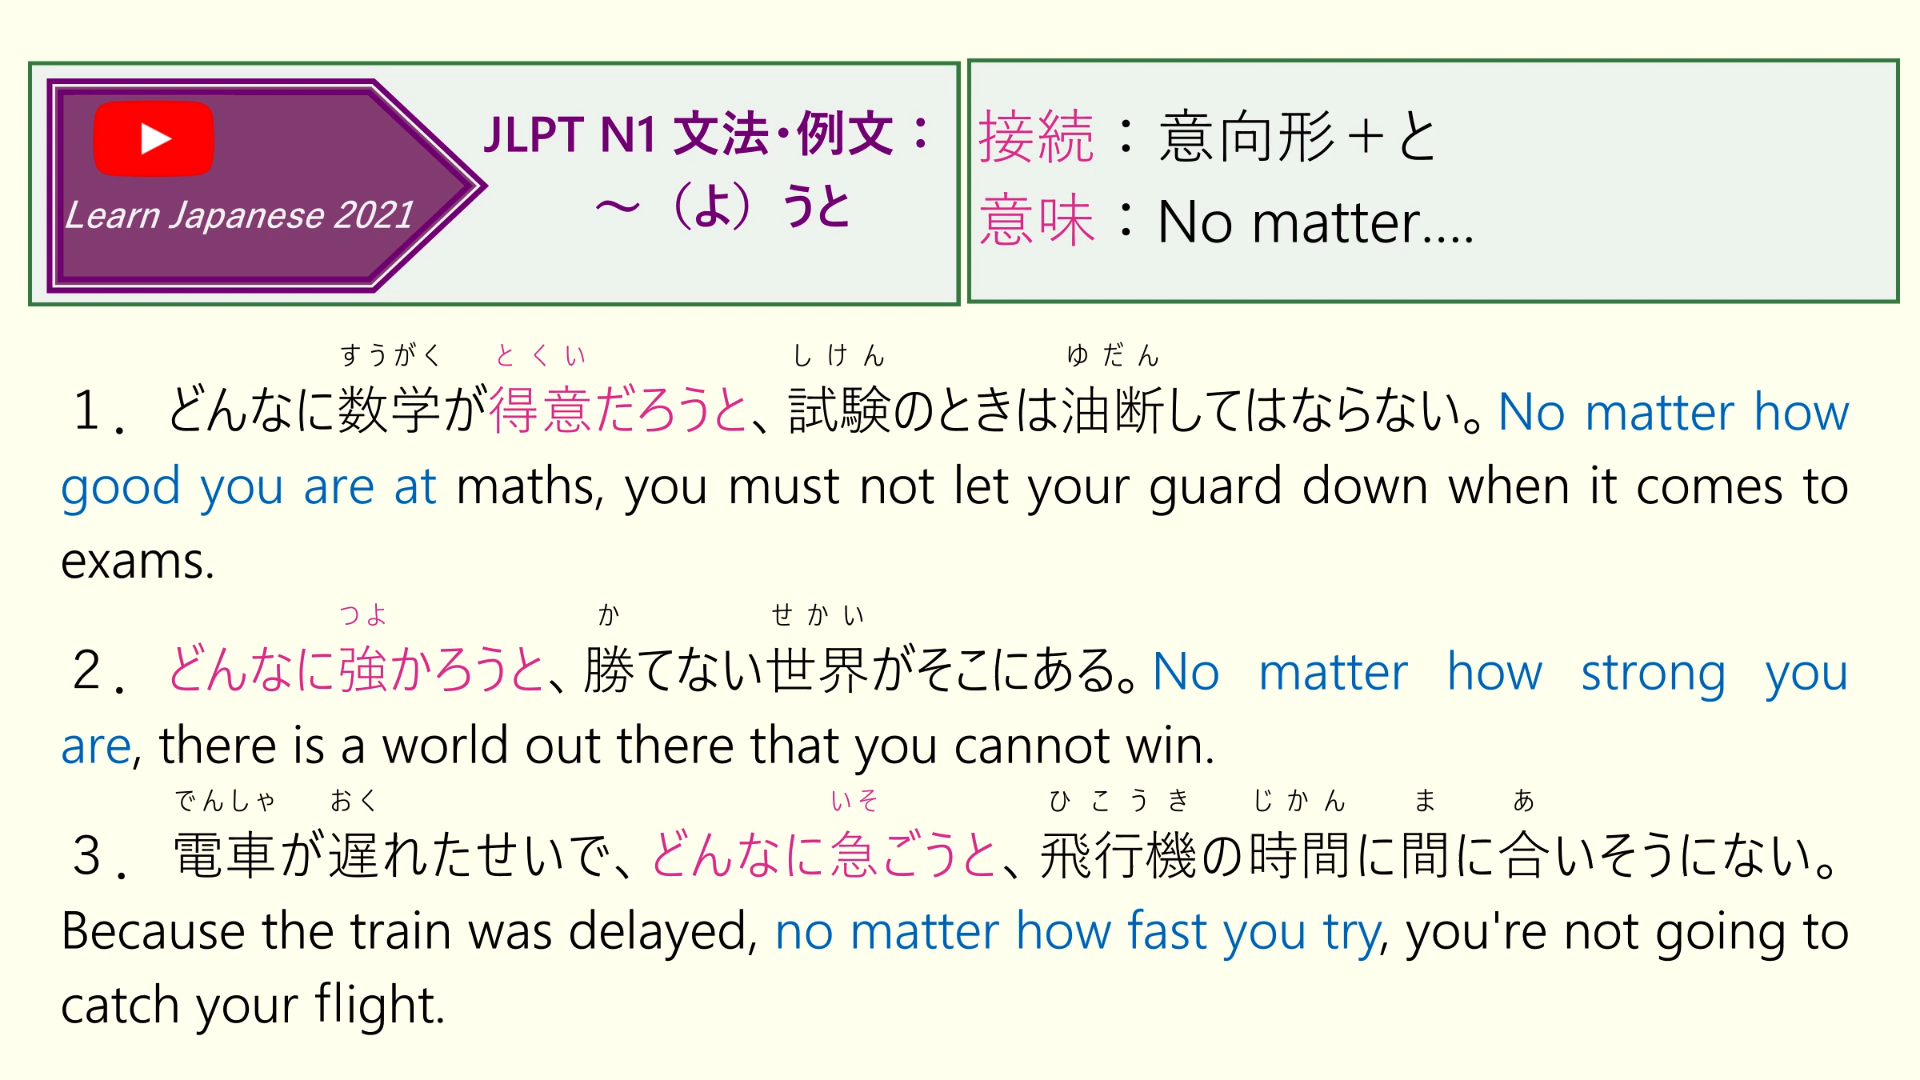 Learn Japanese 2021
JLPT N1 文法・例文：
～（よ）うと
接続：意向形＋と
意味：No matter....
すうがく とくい しけん ゆだん
１．どんなに数学が得意だろうと、試験のときは油断してはならない。No matter how
good you are at maths, you must not let your guard down when it comes to
exams.
つよ か せかい
２．どんなに強かろうと、勝てない世界がそこにある。No matter how strong you
are, there is a world out there that you cannot win.
でんしゃ おく いそ ひこうき じかん ま あ
３．電車が遅れたせいで、どんなに急ごうと、飛行機の時間に間に合いそうにない。
Because the train was delayed, no matter how fast you try, you're not going to
catch your flight.